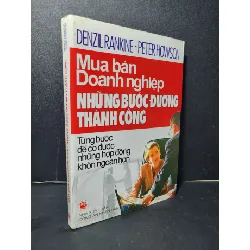 DENZIL RANKINE - PETER HOWSON
Mua bán
Doanh nghiệp
NHỮNG BƯỚC ĐƯỜNG
THÀNH CÔNG
Từng bước
để có được
những hợp đồng
khôn ngoan hơn